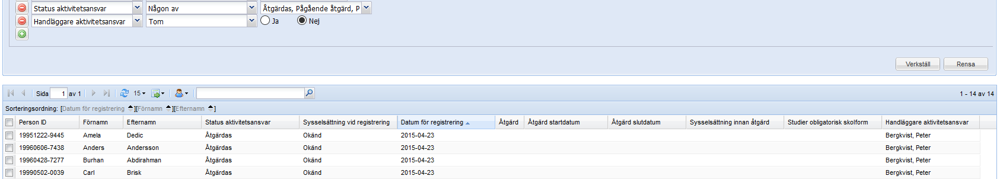 Status aktivitetsansvar Någon av Åtgärdas, Pågående åtgärd, P
Handläggare aktivitetsansvar Tom Ja Nej
Verkställ Rensa
Sida 1 av 1 15 1 - 14 av 14
Sorteringsordning: [Datum för registrering ][Förnamn ][Efternamn ]
Person ID Förnamn Efternamn Status aktivitetsansvar Sysselsättning vid registrering Datum för registrering Åtgärd Åtgärd startdatum Åtgärd slutdatum Sysselsättning innan åtgärd Studier obligatorisk skolform Handläggare aktivitetsansvar
19951222-9445 Amela Dedic Åtgärdas Okänd 2015-04-23 Bergkvist, Peter
19960606-7438 Anders Andersson Åtgärdas Okänd 2015-04-23 Bergkvist, Peter
19960428-7277 Burhan Abdirahman Åtgärdas Okänd 2015-04-23 Bergkvist, Peter
19990502-0039 Carl Brisk Åtgärdas Okänd 2015-04-23 Bergkvist, Peter